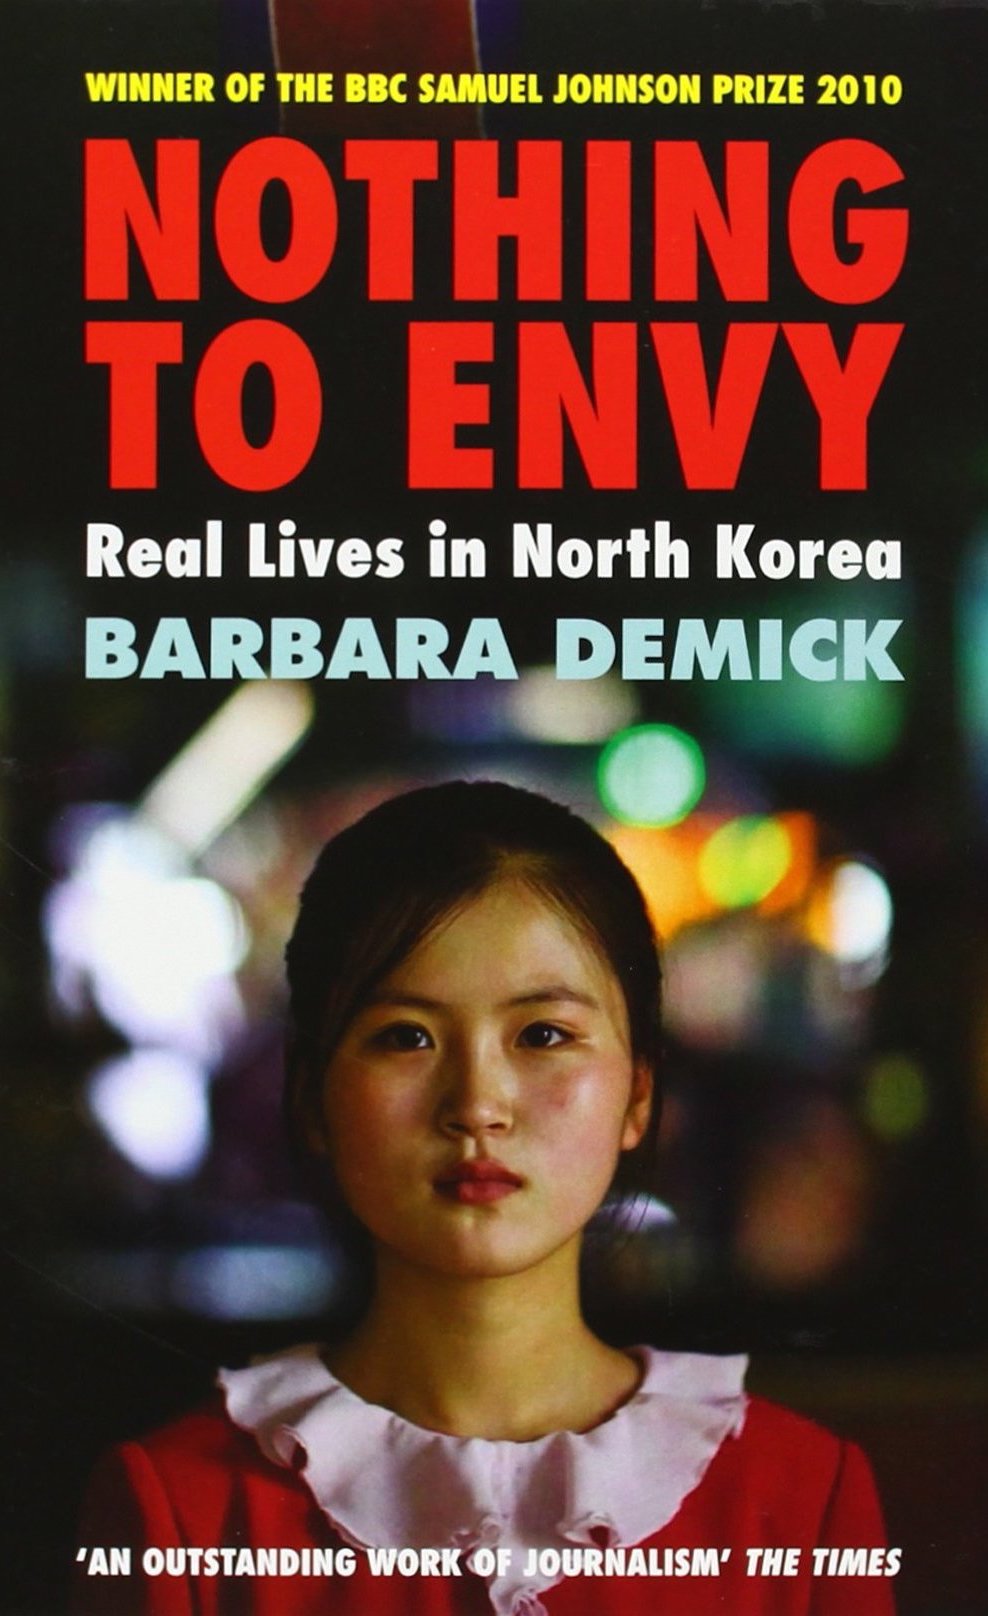 WINNER OF THE BBC SAMUEL JOHNSON PRIZE 2010
NOTHING
TO ENVY
Real Lives in North Korea
BARBARA DEMICK
‘AN OUTSTANDING WORK OF JOURNALISM’ THE TIMES